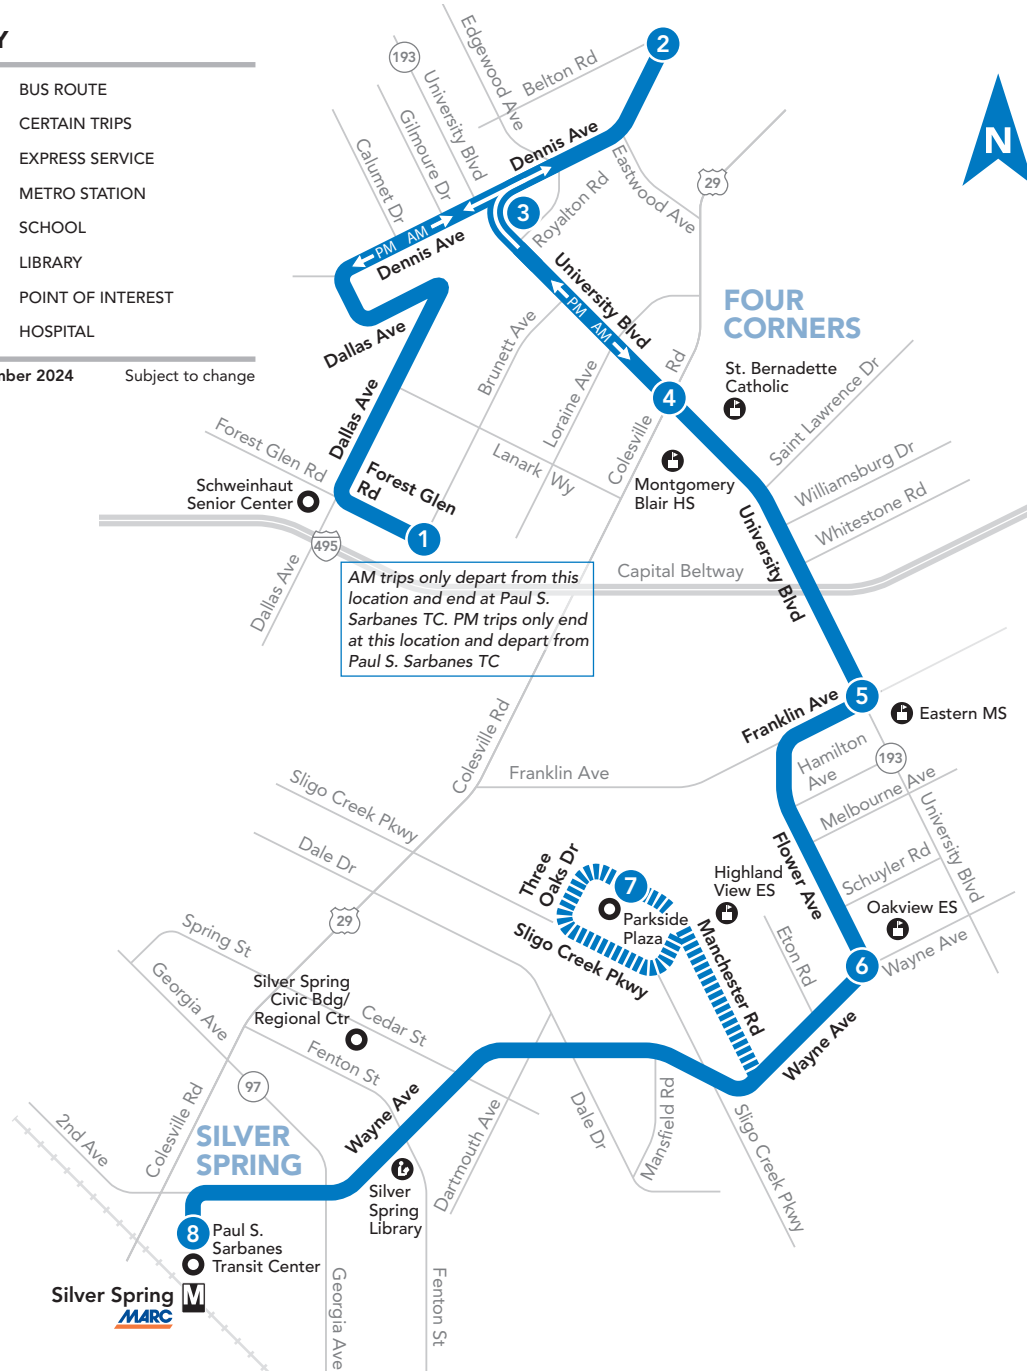 Y
BUS ROUTE
CERTAIN TRIPS
EXPRESS SERVICE
METRO STATION
SCHOOL
LIBRARY
POINT OF INTEREST
HOSPITAL
mber 2024
Subject to change
193
University Blvd
Edgewood Ave
Belton Rd
2
Gilmoure Dr
Calumet Dr
Dennis Ave
Eastwood Ave
29
N
3
Royalton Rd
PM
AM
Dennis Ave
University Blvd
PM
AM
FOUR
CORNERS
Dallas Ave
Brunett Ave
Loraine Ave
Colesville
Rd
4
St. Bernadette
Catholic
Saint Lawrence Dr
Dallas Ave
Forest Glen Rd
Forest Glen
Rd
Lanark Wy
Montgomery
Blair HS
Williamsburg Dr
Whitestone Rd
Schweinhaut
Senior Center
495
1
University Blvd
Capital Beltway
Dallas Ave
AM trips only depart from this
location and end at Paul S.
Sarbanes TC. PM trips only end
at this location and depart from
Paul S. Sarbanes TC
5
Franklin Ave
Eastern MS
Colesville Rd
Franklin Ave
Hamilton
Ave
193
Melbourne Ave
University Blvd
Sligo Creek Pkwy
Dale Dr
Three
Oaks Dr
7
Parkside
Plaza
Highland
View ES
Flower Ave
Schuyler Rd
Oakview ES
Sligo Creek Pkwy
Manchester Rd
Eton Rd
6
Wayne Ave
29
Spring St
Georgia Ave
Silver Spring
Civic Bdg/
Regional Ctr
Cedar St
Fenton St
Wayne Ave
97
Wayne Ave
Colesville Rd
2nd Ave
SILVER
SPRING
Dartmouth Ave
Dale Dr
Mansfield Rd
Sligo Creek Pkwy
Silver
Spring
Library
8
Paul S.
Sarbanes
Transit Center
Silver Spring
M
MARC
Georgia Ave
Fenton St